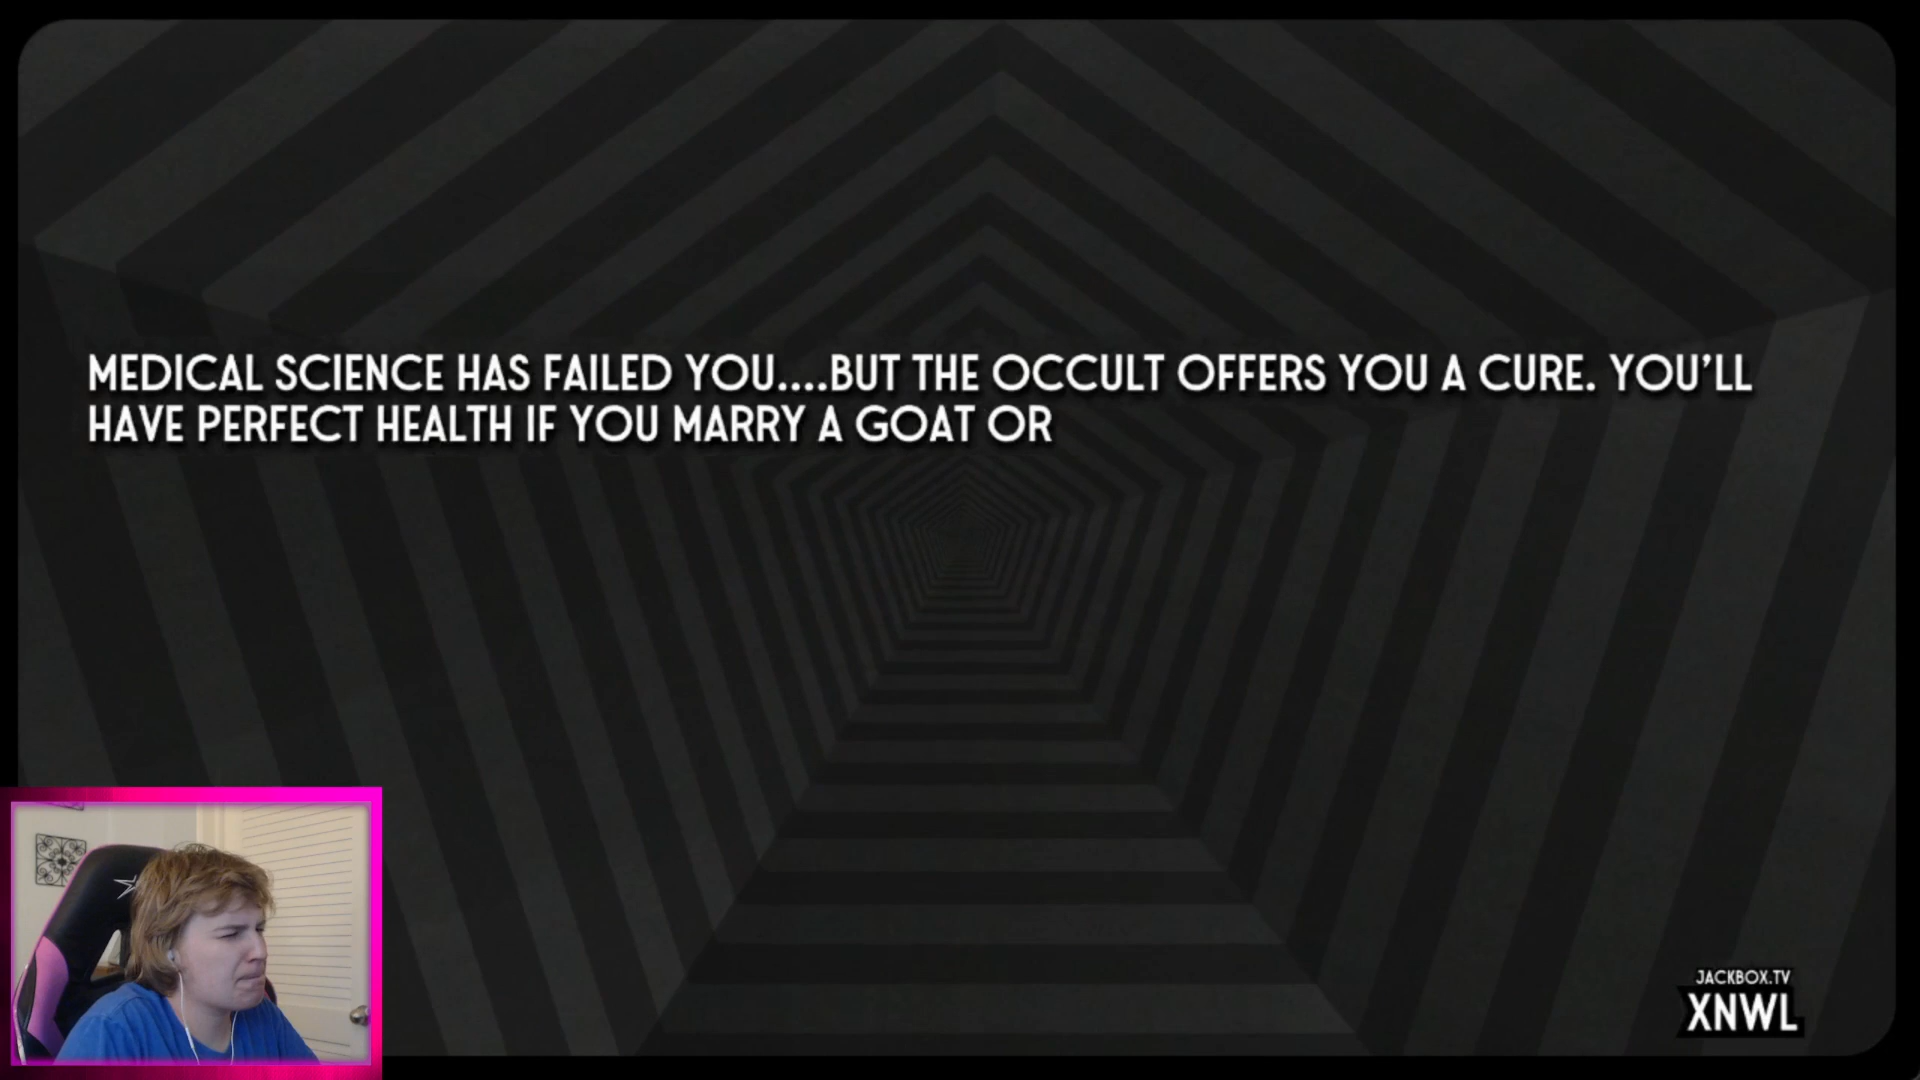 MEDICAL SCIENCE HAS FAILED YOU....BUT THE OCCULT OFFERS YOU A CURE. YOU'LL
HAVE PERFECT HEALTH IF YOU MARRY A GOAT OR
JACKBOX.TV
XNWL